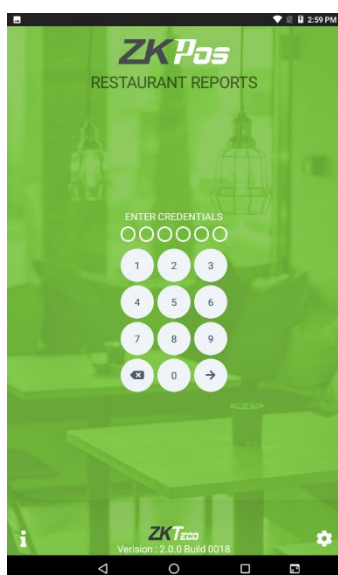 2:59 PM
ZKPos
RESTAURANT REPORTS
ENTER CREDENTIALS
1 2 3
4 5 6
7 8 9
0
ZKTECO
Verision : 2.0.0 Build 0018